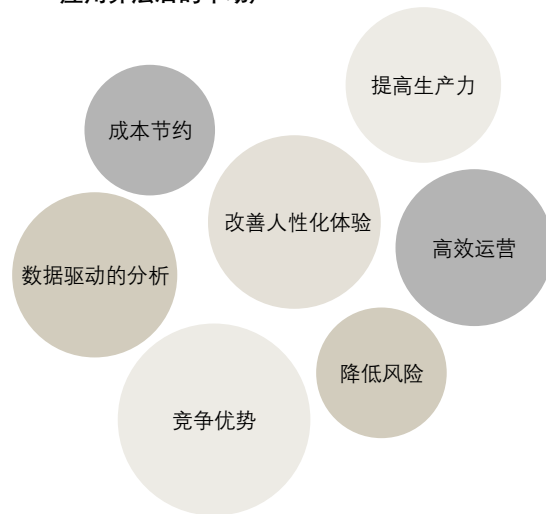 提高生产力
成本节约
改善人性化体验
高效运营
数据驱动的分析
降低风险
竞争优势